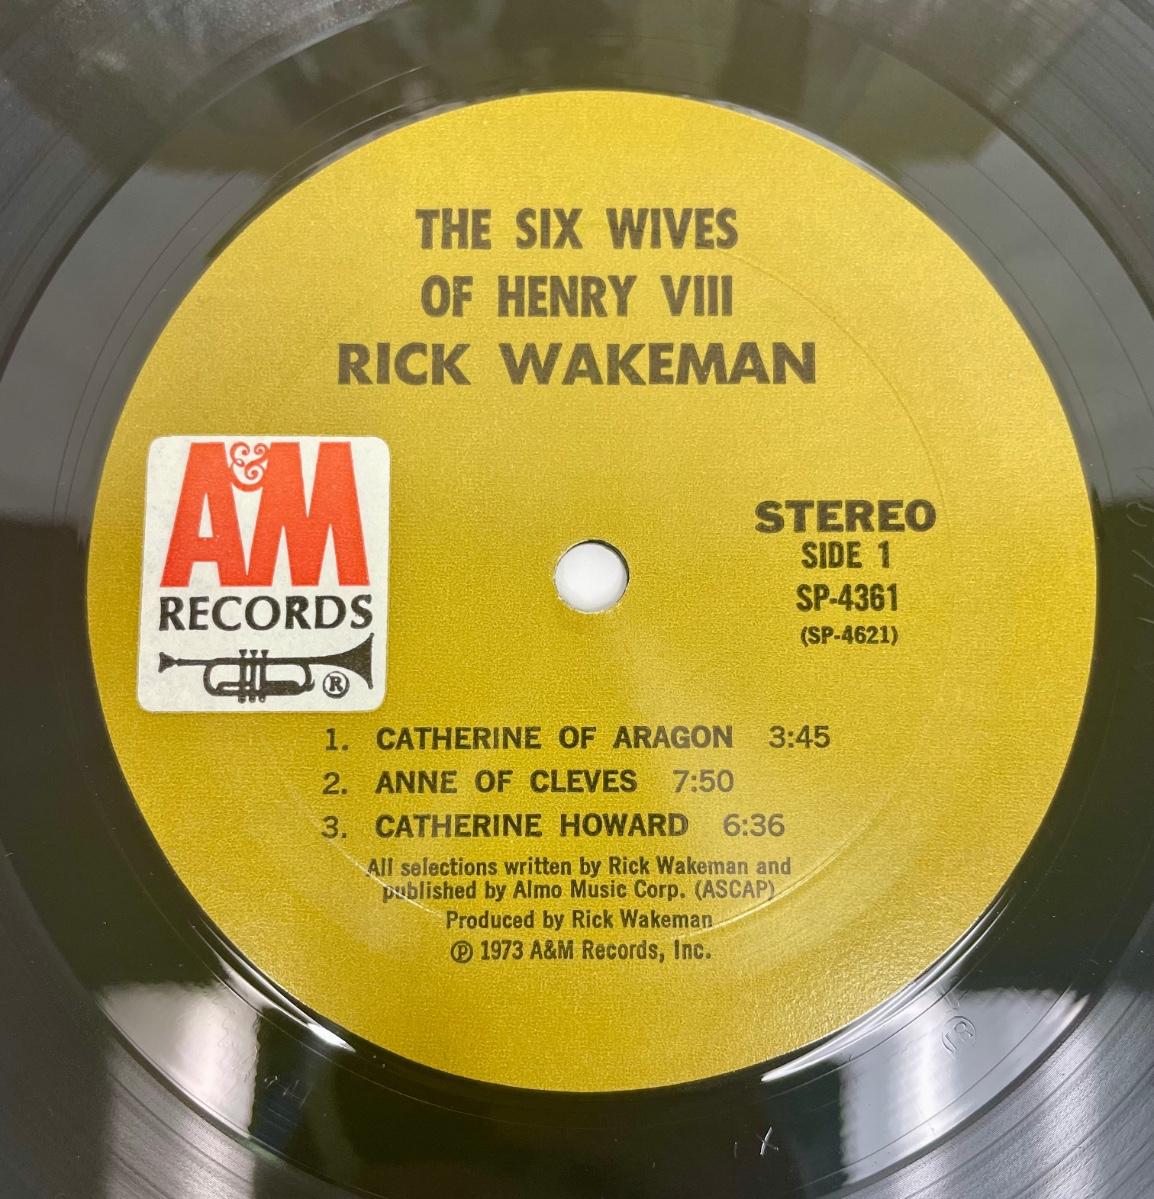 THE SIX WIVES
OF HENRY VIII
RICK WAKEMAN
A&M
RECORDS
®
STEREO
SIDE 1
SP-4361
(SP-4621)
1. CATHERINE OF ARAGON 3:45
2. ANNE OF CLEVES 7:50
3. CATHERINE HOWARD 6:36
All selections written by Rick Wakeman and
published by Almo Music Corp. (ASCAP)
Produced by Rick Wakeman
℗ 1973 A&M Records, Inc.